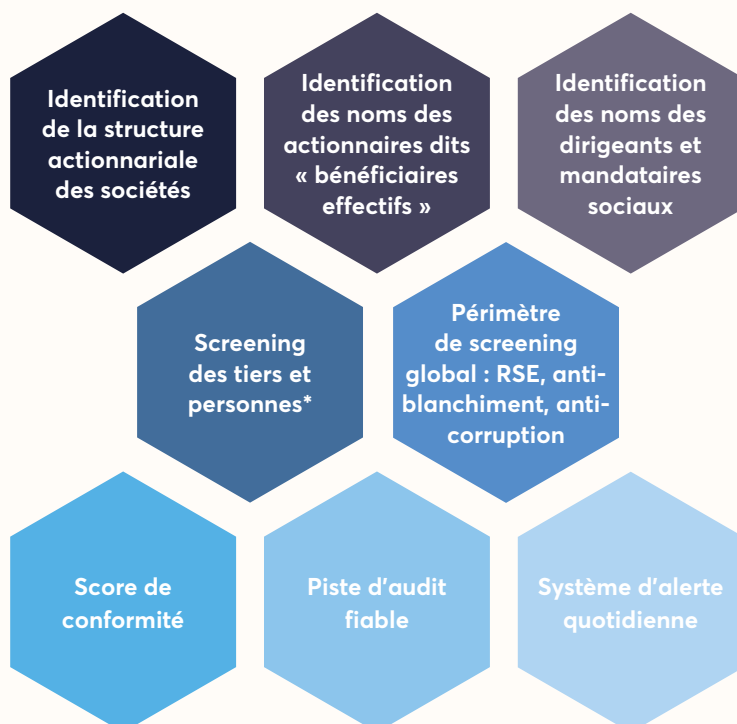 Identification
de la structure
actionnariale
des sociétés
Identification
des noms des
actionnaires dits
« bénéficiaires
effectifs »
Identification
des noms des
dirigeants et
mandataires
sociaux
Screening
des tiers et
personnes*
Périmètre
de screening
global : RSE, anti-
blanchiment, anti-
corruption
Score de
conformité
Piste d'audit
fiable
Système d'alerte
quotidienne